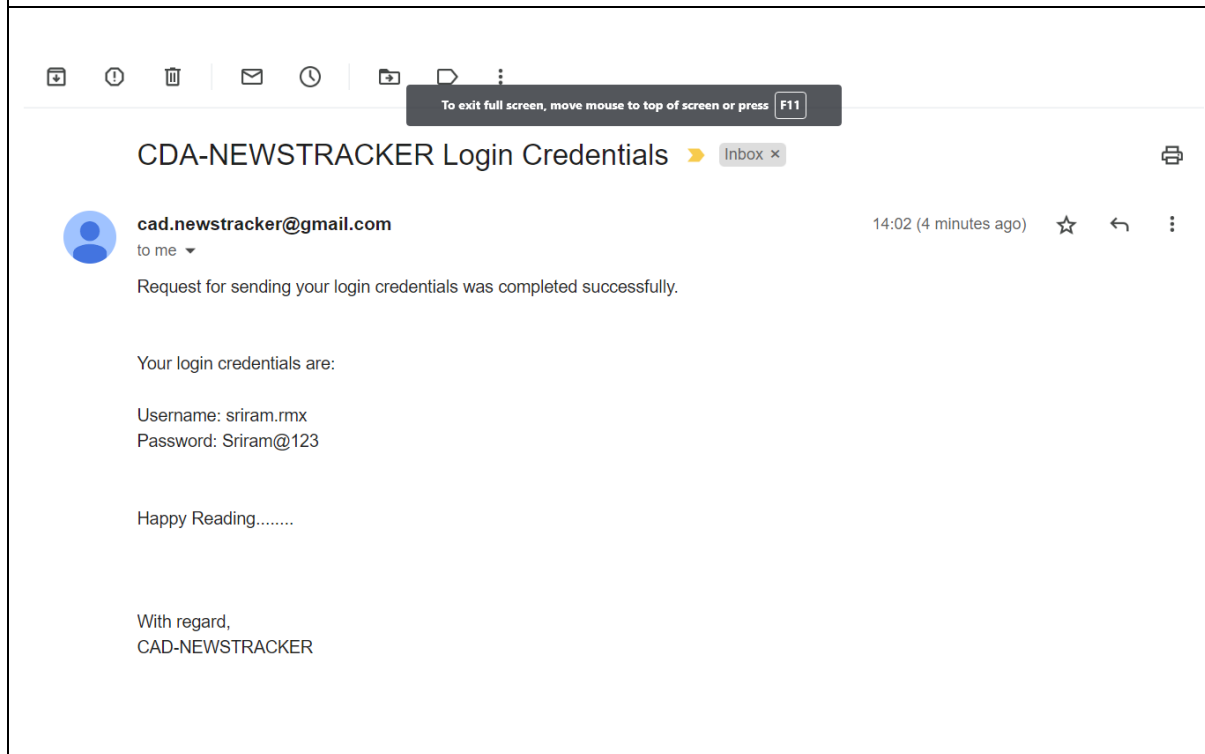 To exit full screen, move mouse to top of screen or press F11
CDA-NEWSTRACKER Login Credentials Inbox ×
cad.newstracker@gmail.com 14:02 (4 minutes ago)
to me
Request for sending your login credentials was completed successfully.
Your login credentials are:
Username: sriram.rmx
Password: Sriram@123
Happy Reading........
With regard,
CAD-NEWSTRACKER